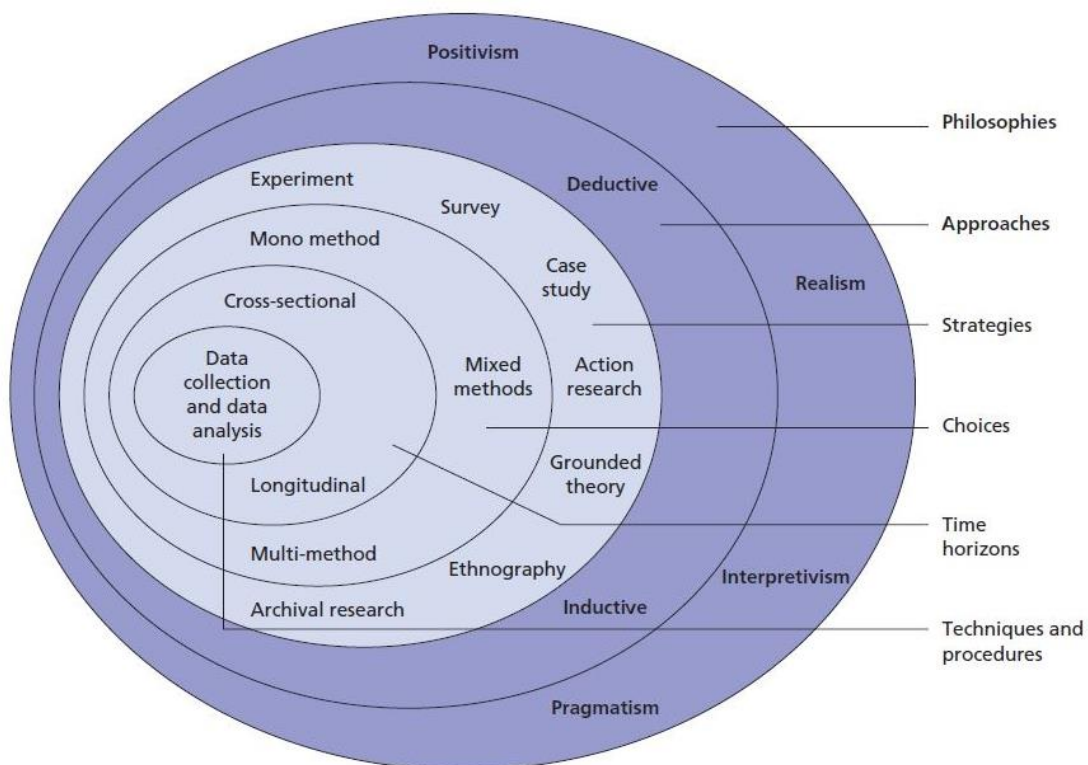 Positivism
Philosophies
Experiment
Deductive
Survey
Approaches
Mono method
Case
study
Realism
Cross-sectional
Strategies
Data
collection
and data
analysis
Mixed
methods
Action
research
Choices
Grounded
theory
Longitudinal
Time
horizons
Multi-method
Ethnography
Interpretivism
Archival research
Inductive
Techniques and
procedures
Pragmatism